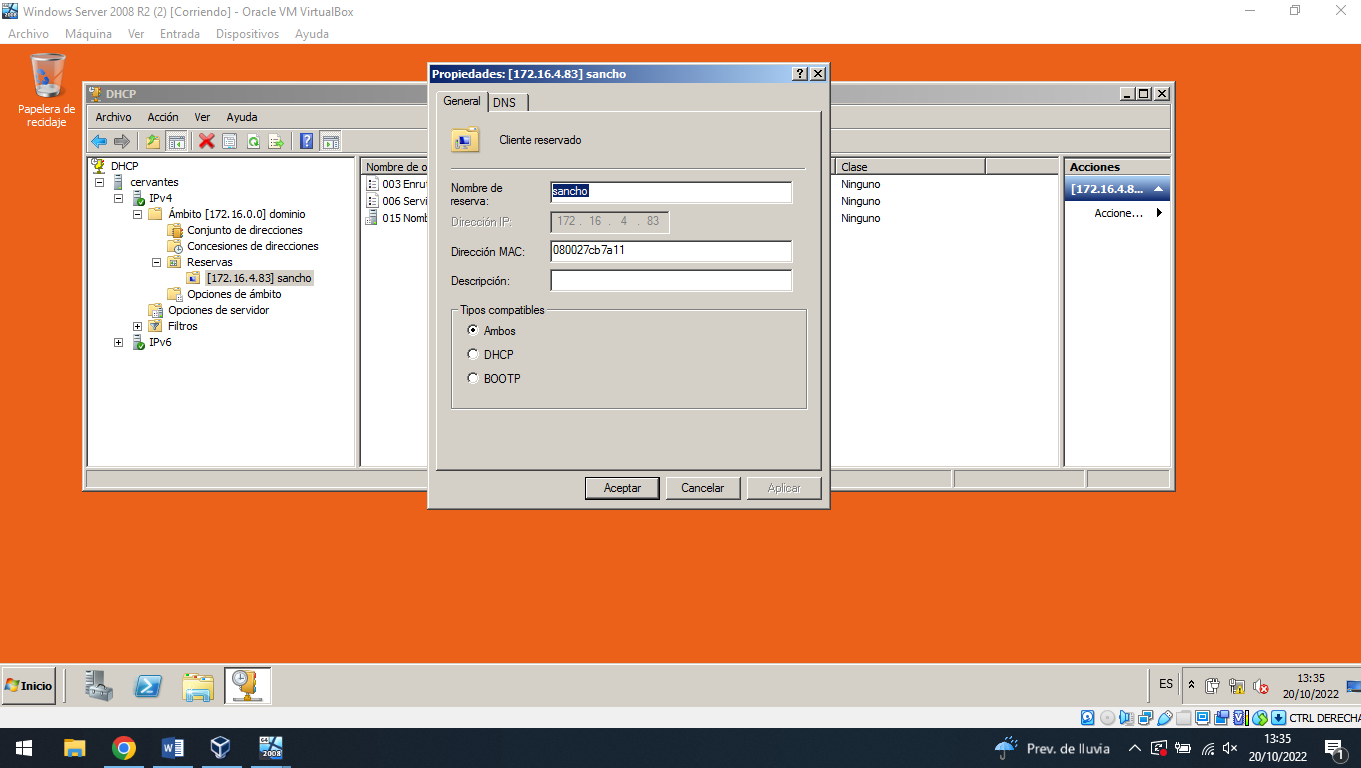 Windows Server 2008 R2 (2) [Corriendo] - Oracle VM VirtualBox
Archivo Máquina Ver Entrada Dispositivos Ayuda
Papelera de
reciclaje
DHCP
Archivo Acción Ver Ayuda
DHCP
cervantes
IPv4
Ámbito [172.16.0.0] dominio
Conjunto de direcciones
Concesiones de direcciones
Reservas
[172.16.4.83] sancho
Opciones de ámbito
Opciones de servidor
Filtros
IPv6
Nombre de o
003 Enru
006 Servi
015 Nomb
Propiedades: [172.16.4.83] sancho
General DNS
Cliente reservado
Nombre de
reserva:
sancho
Dirección IP: 172 . 16 . 4 . 83
Dirección MAC: 080027cb7a11
Descripción:
Tipos compatibles
Ambos
DHCP
BOOTP
Aceptar Cancelar Aplicar
Clase
Ninguno
Ninguno
Ninguno
Acciones
[172.16.4.8...
Accione...
Inicio
ES
13:35
20/10/2022
CTRL DERECHA
Prev. de lluvia
13:35
20/10/2022
1